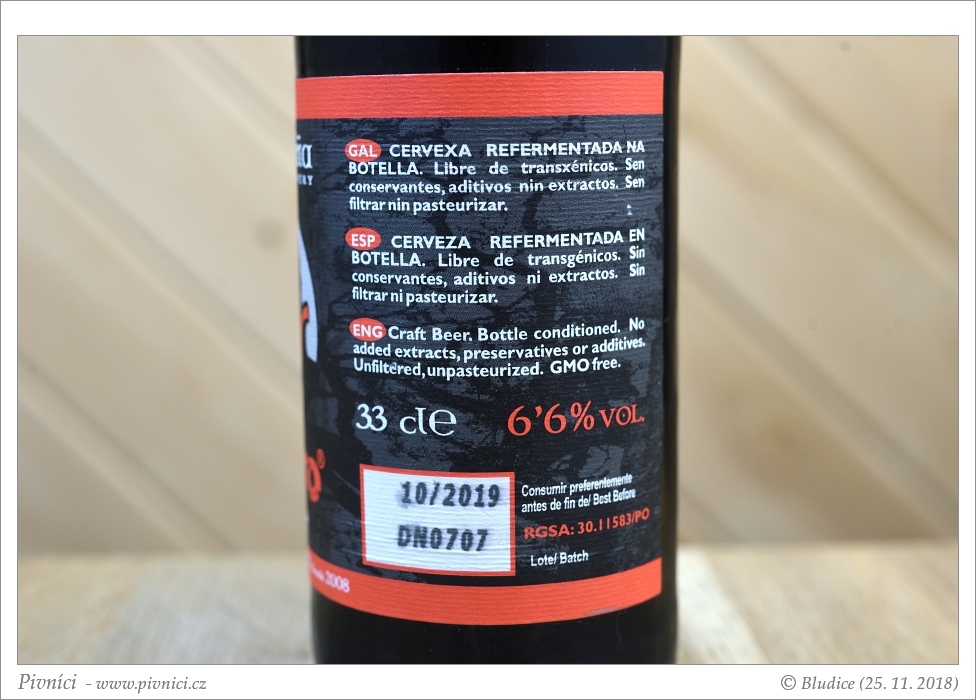 GAL CERVEXA REFERMENTADA NA
BOTELLA. Libre de transxénicos. Sen
conservantes, aditivos nin extractos. Sen
filtrar nin pasteurizar.
ESP CERVEZA REFERMENTADA EN
BOTELLA. Libre de transgénicos. Sin
conservantes, aditivos ni extractos. Sin
filtrar ni pasteurizar.
ENG Craft Beer. Bottle conditioned. No
added extracts, preservatives or additives.
Unfiltered, unpasteurized. GMO free.
33 cl e 6'6% VOL.
10/2019
DN0707
Consumir preferentemente
antes de fin de/ Best Before
RGSA: 30.11583/PO
Lote/ Batch
2008
Pivníci - www.pivnici.cz
© Bludice (25. 11. 2018)